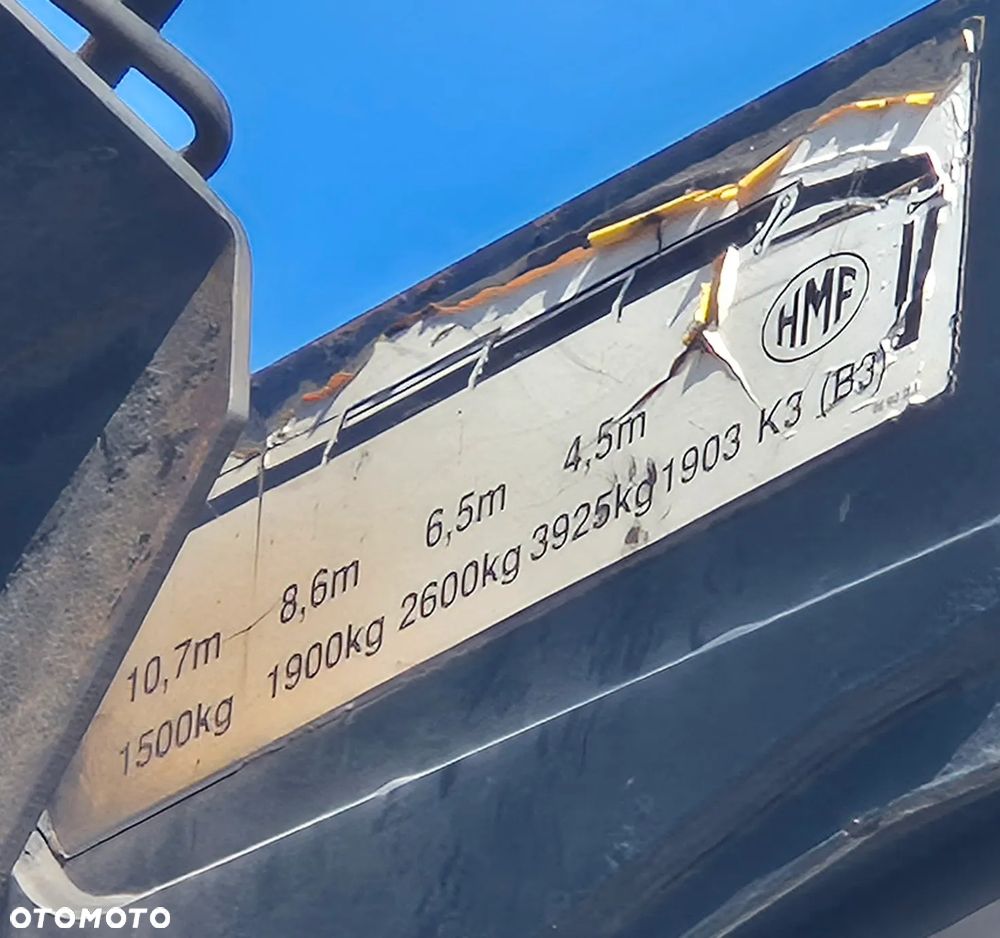 HMF
10,7m 8,6m 6,5m 4,5m
1500kg 1900kg 2600kg 3925kg 1903 K3 (B3)
OTOMOTO